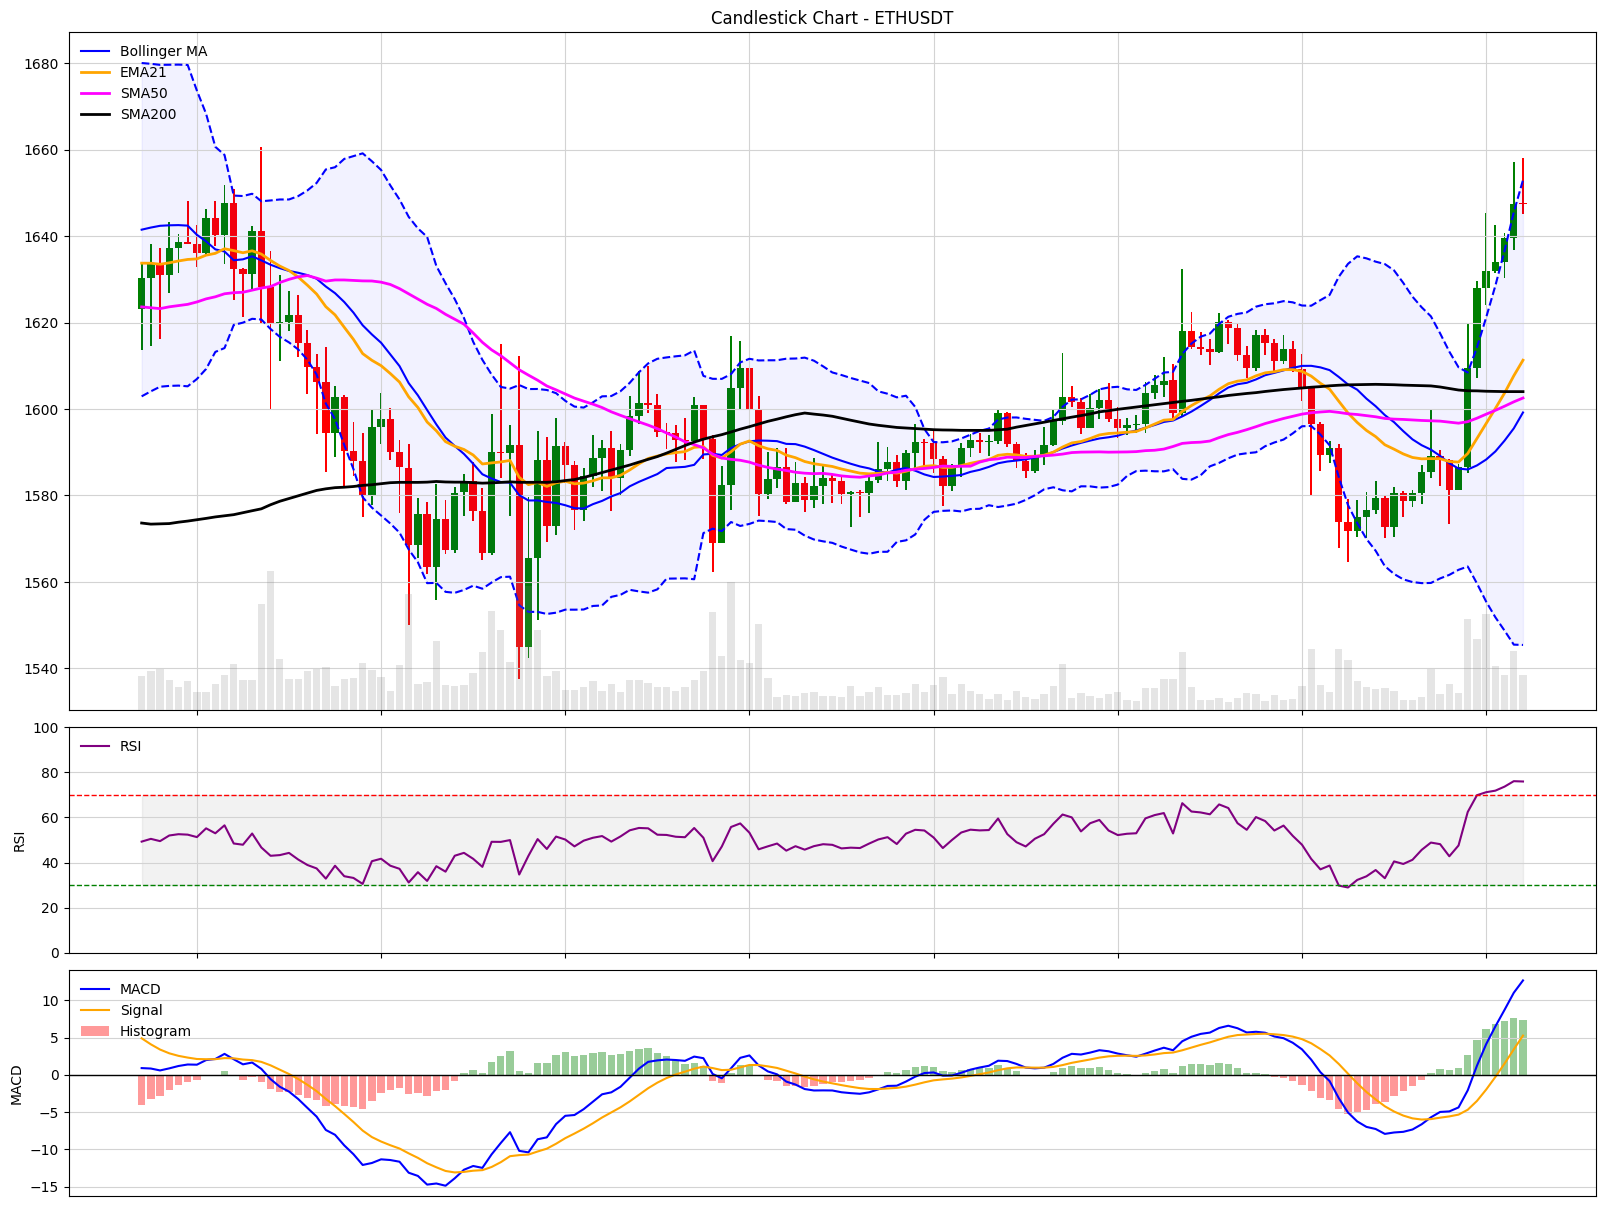 Candlestick Chart - ETHUSDT
Bollinger MA
EMA21
SMA50
SMA200
1680
1660
1640
1620
1600
1580
1560
1540
RSI
100
80
60
40
20
0
RSI
MACD
Signal
Histogram
10
5
0
−5
−10
−15
MACD